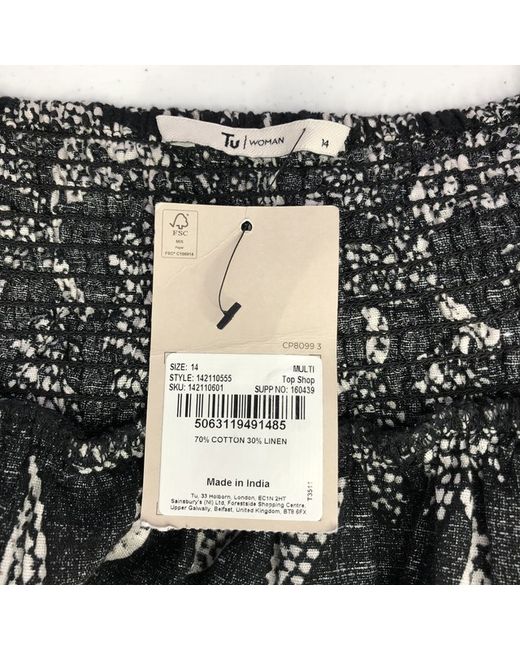 Tu | WOMAN
14
FSC
MIX
Paper
FSC® C166914
CP8099 3
SIZE: 14 MULTI
STYLE: 142110555 Top Shop
SKU: 142110601 SUPP NO: 160439
5063119491485
70% COTTON 30% LINEN
Made in India
Tu, 33 Holborn, London, EC1N 2HT
Sainsbury's (NI) Ltd, Forestside Shopping Centre,
Upper Galwally, Belfast, United Kingdom, BT8 6FX